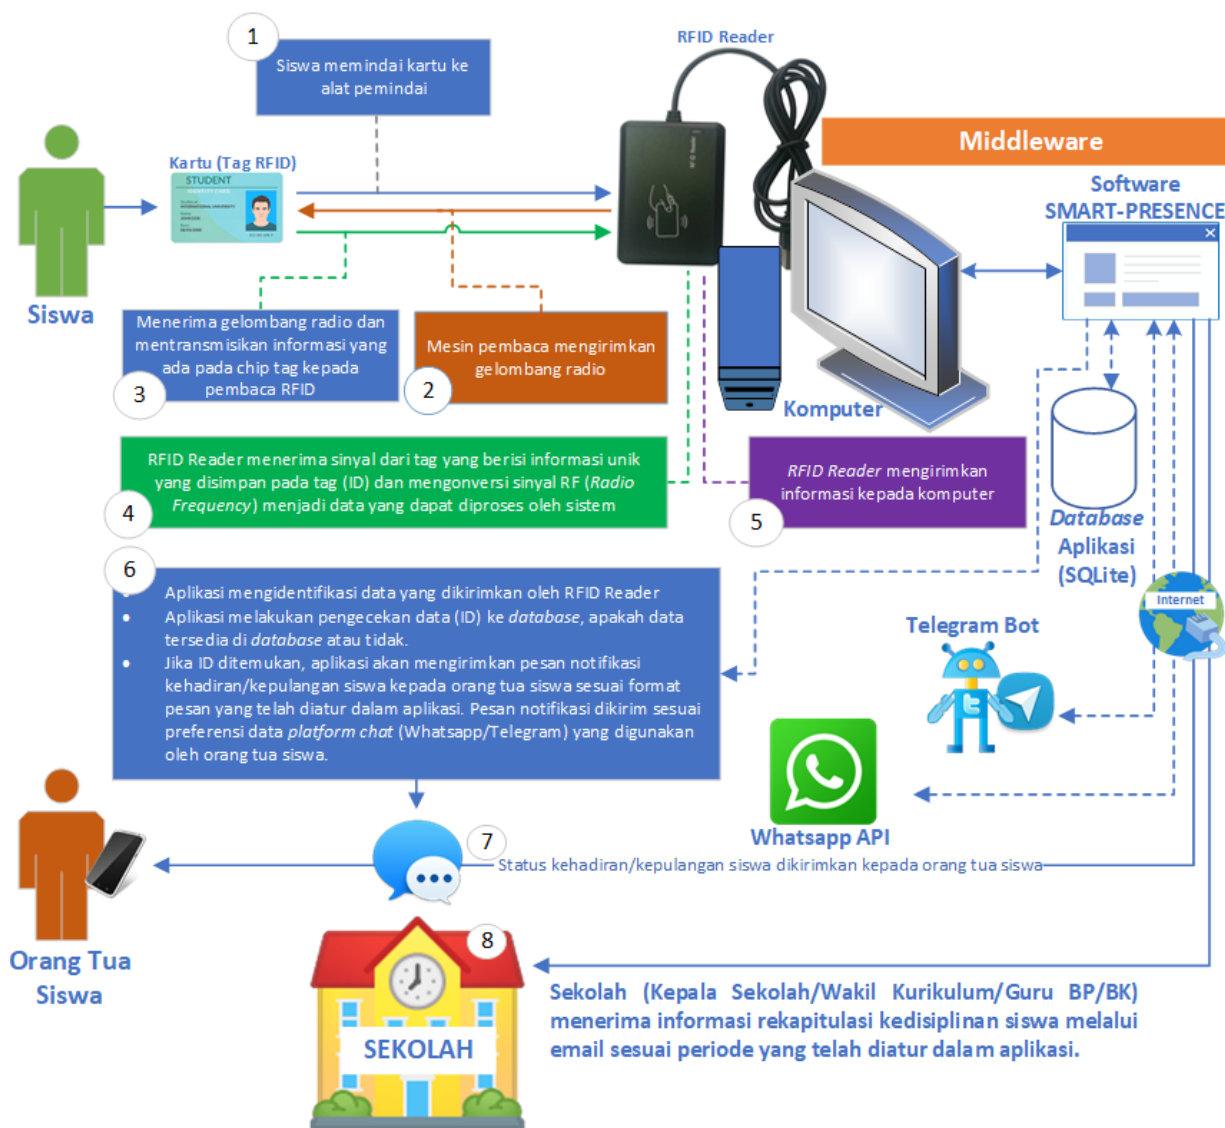 1
Siswa memindai kartu ke
alat pemindai
RFID Reader
Middleware
Kartu (Tag RFID)
STUDENT
IDENTITY CARD
INTERNATIONAL UNIVERSITY
Software
SMART-PRESENCE
RFID Reader
Siswa
Menerima gelombang radio dan
mentransmisikan informasi yang
ada pada chip tag kepada
pembaca RFID
3
Mesin pembaca mengirimkan
gelombang radio
2
Komputer
RFID Reader menerima sinyal dari tag yang berisi informasi unik
yang disimpan pada tag (ID) dan mengonversi sinyal RF (Radio
Frequency) menjadi data yang dapat diproses oleh sistem
4
RFID Reader mengirimkan
informasi kepada komputer
5
Database
Aplikasi
(SQLite)
6
Aplikasi mengidentifikasi data yang dikirimkan oleh RFID Reader
• Aplikasi melakukan pengecekan data (ID) ke database, apakah data
tersedia di database atau tidak.
• Jika ID ditemukan, aplikasi akan mengirimkan pesan notifikasi
kehadiran/kepulangan siswa kepada orang tua siswa sesuai format
pesan yang telah diatur dalam aplikasi. Pesan notifikasi dikirim sesuai
preferensi data platform chat (Whatsapp/Telegram) yang digunakan
oleh orang tua siswa.
Internet
Telegram Bot
Whatsapp API
7
Status kehadiran/kepulangan siswa dikirimkan kepada orang tua siswa
Orang Tua
Siswa
8
SEKOLAH
Sekolah (Kepala Sekolah/Wakil Kurikulum/Guru BP/BK)
menerima informasi rekapitulasi kedisiplinan siswa melalui
email sesuai periode yang telah diatur dalam aplikasi.